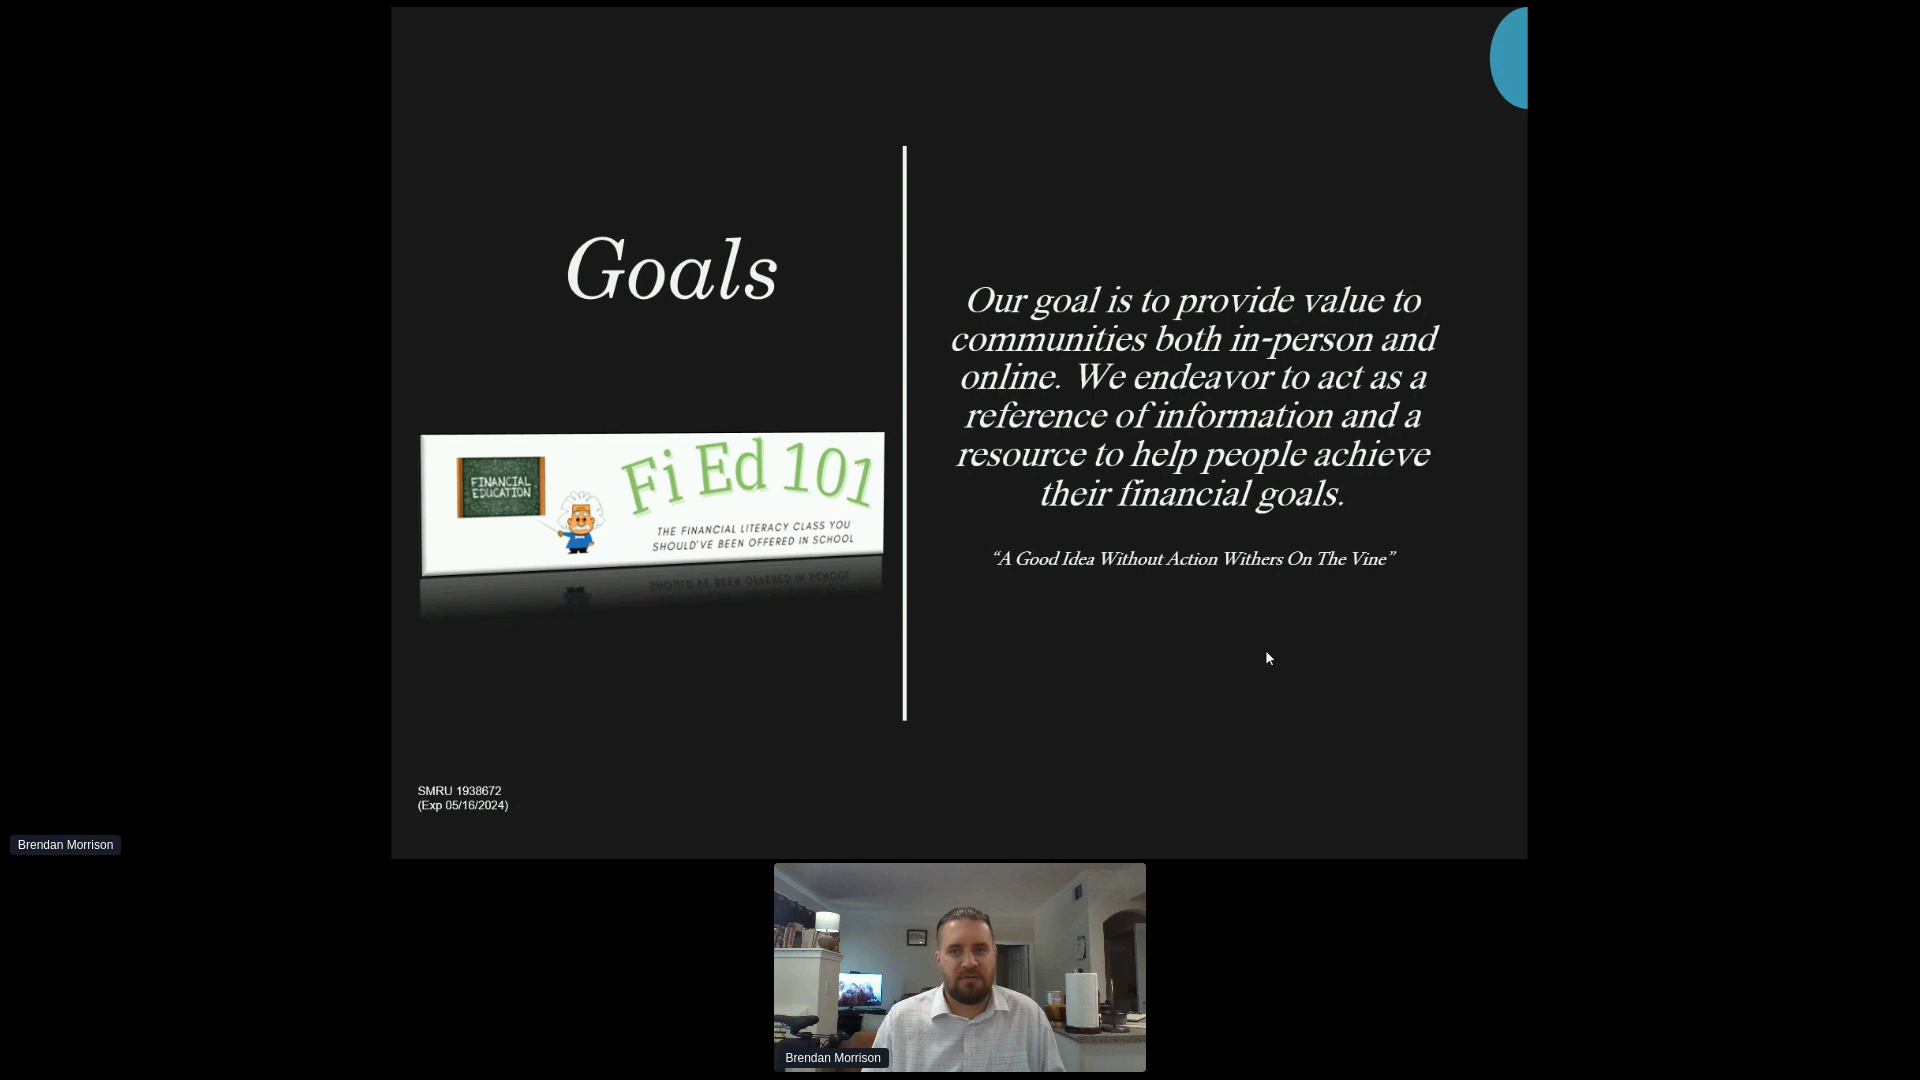 Goals
FINANCIAL
EDUCATION
Fi Ed 101
THE FINANCIAL LITERACY CLASS YOU
SHOULD'VE BEEN OFFERED IN SCHOOL
Our goal is to provide value to
communities both in-person and
online. We endeavor to act as a
reference of information and a
resource to help people achieve
their financial goals.
“A Good Idea Without Action Withers On The Vine”
SMRU 1938672
(Exp 05/16/2024)
Brendan Morrison
Brendan Morrison